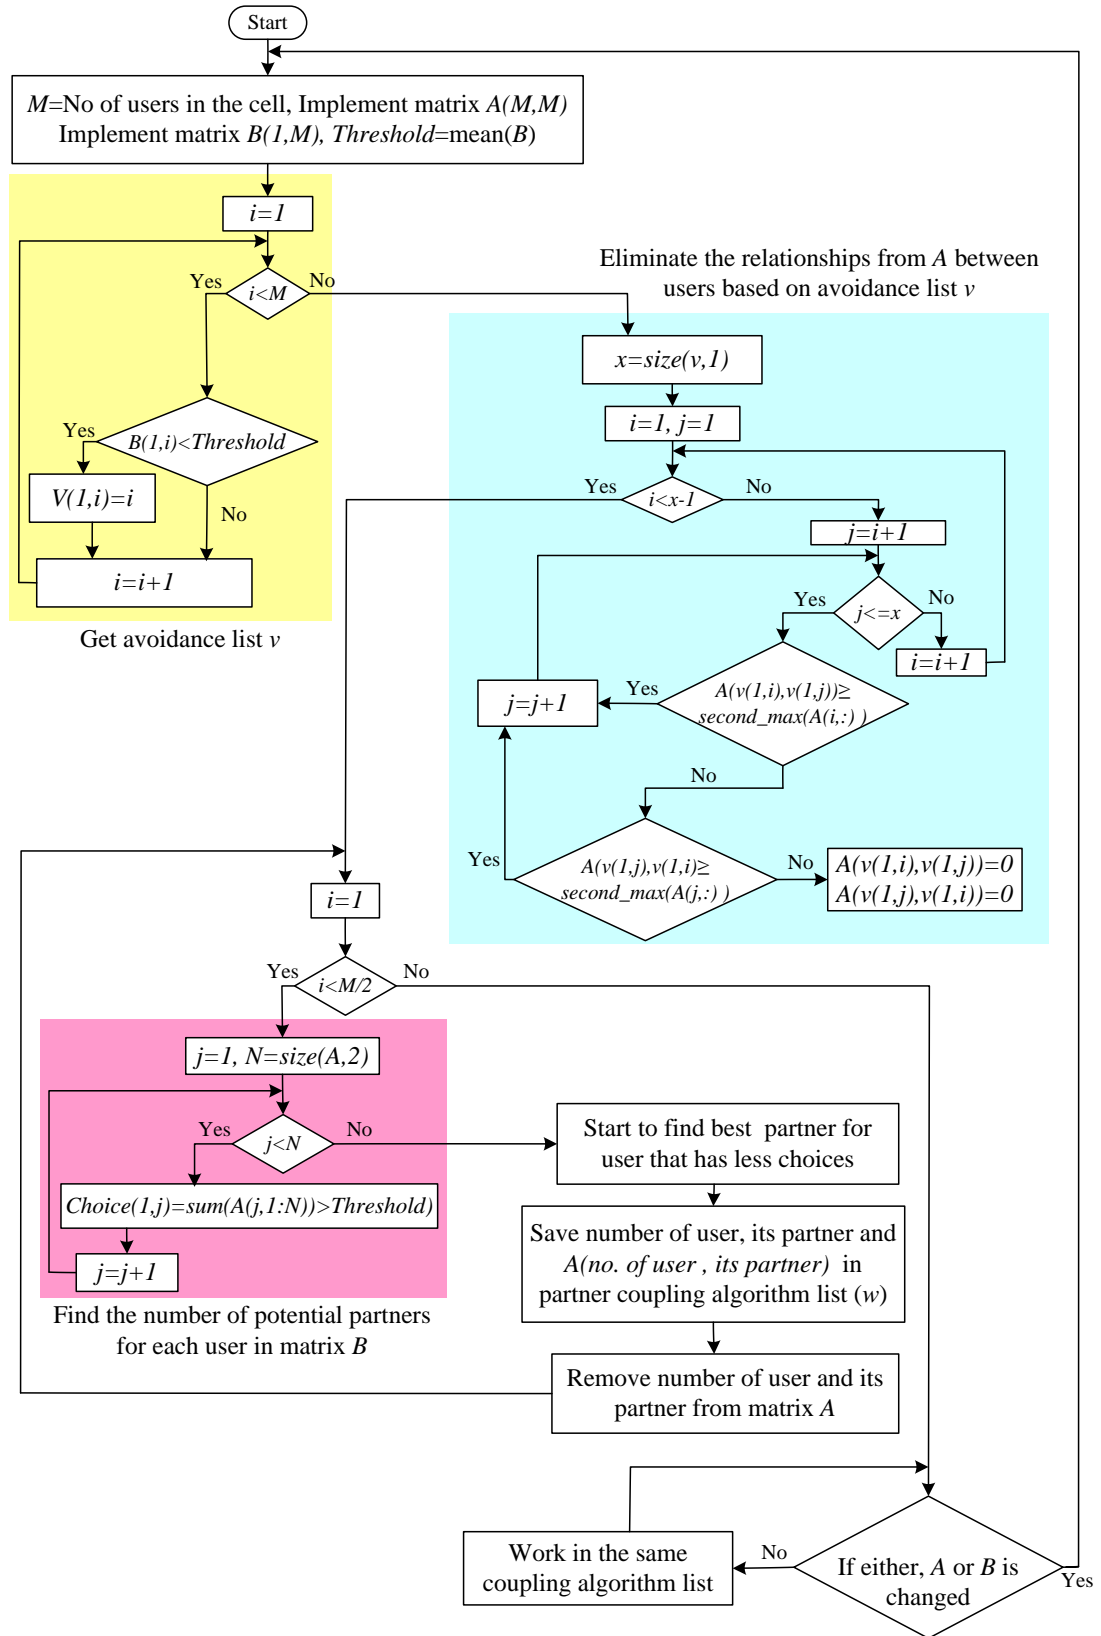 Start
M=No of users in the cell, Implement matrix A(M,M)
Implement matrix B(1,M), Threshold=mean(B)
i=1
Yes
No
i<M
B(1,i)<Threshold
Yes
V(1,i)=i
No
i=i+1
Get avoidance list v
Eliminate the relationships from A between
users based on avoidance list v
x=size(v,1)
i=1, j=1
Yes
No
i<x-1
j=i+1
Yes
No
j<=x
i=i+1
A(v(1,i),v(1,j))≥
second_max(A(i,:) )
Yes
j=j+1
No
A(v(1,j),v(1,i)≥
second_max(A(j,:) )
Yes
No
A(v(1,i),v(1,j))=0
A(v(1,j),v(1,i))=0
i=1
Yes
No
i<M/2
j=1, N=size(A,2)
Yes
No
j<N
Choice(1,j)=sum(A(j,1:N))>Threshold)
j=j+1
Find the number of potential partners
for each user in matrix B
Start to find best partner for
user that has less choices
Save number of user, its partner and
A(no. of user , its partner) in
partner coupling algorithm list (w)
Remove number of user and its
partner from matrix A
Work in the same
coupling algorithm list
No
If either, A or B is
changed
Yes